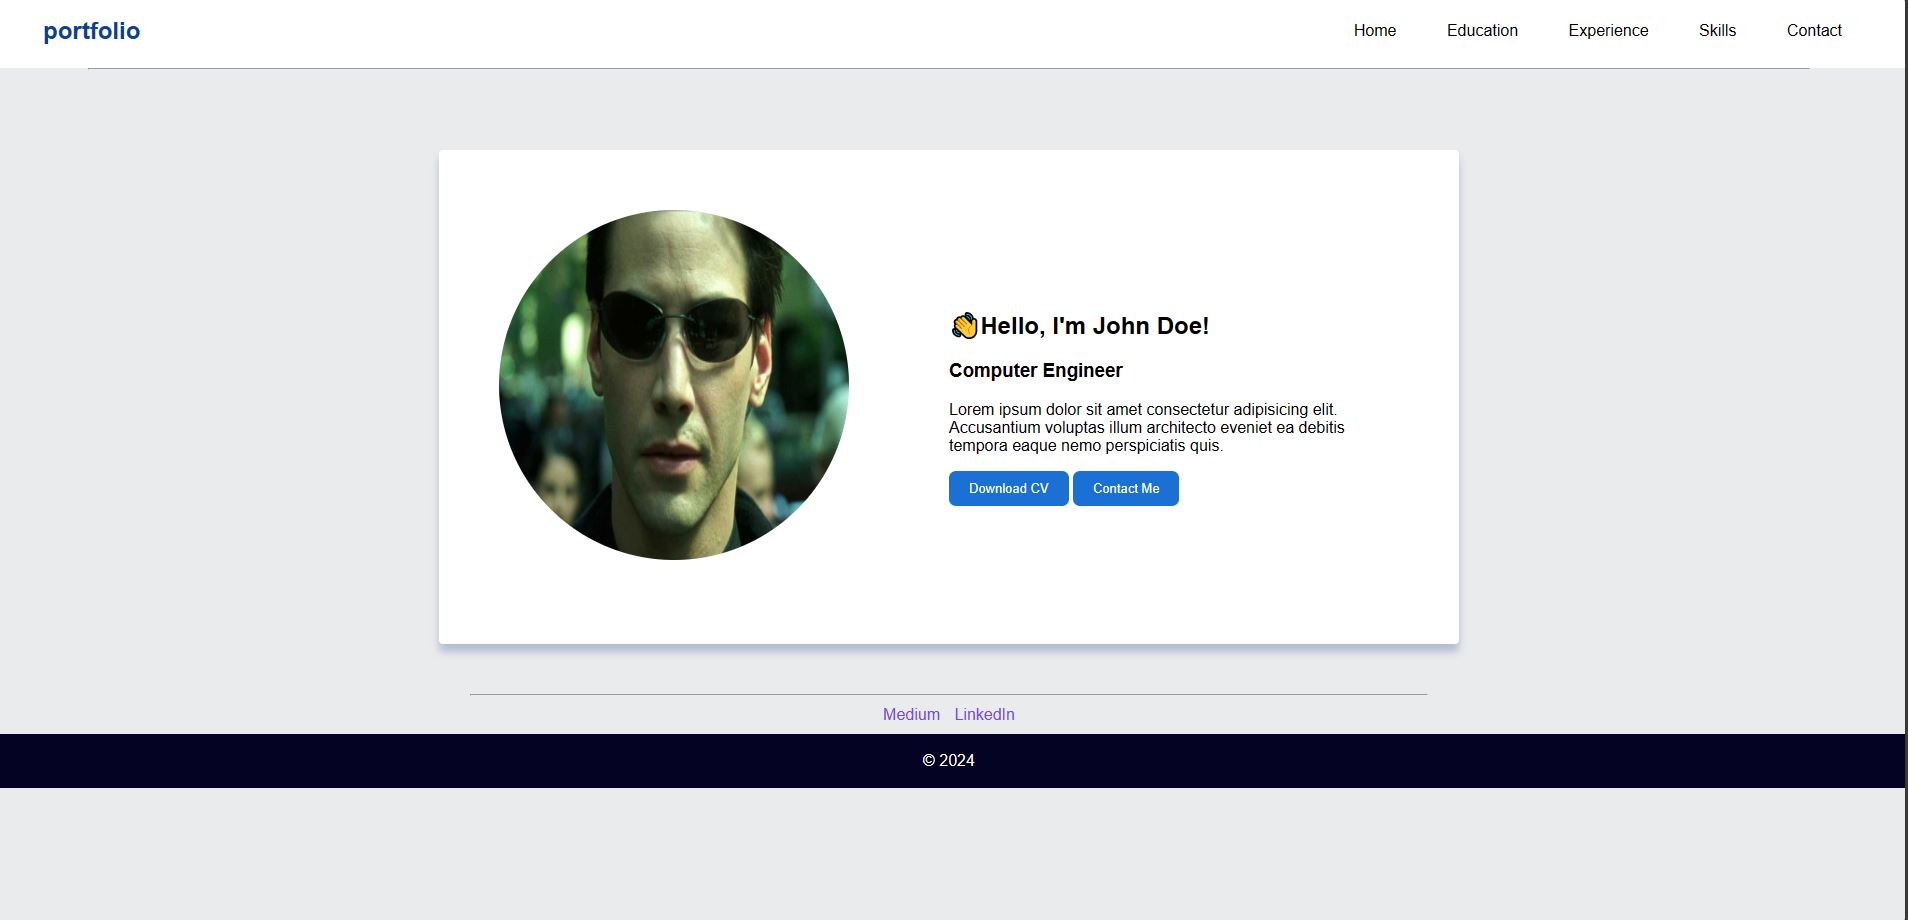 portfolio
Home Education Experience Skills Contact
👋Hello, I'm John Doe!
Computer Engineer
Lorem ipsum dolor sit amet consectetur adipisicing elit.
Accusantium voluptas illum architecto eveniet ea debitis
tempora eaque nemo perspiciatis quis.
Download CV Contact Me
Medium LinkedIn
© 2024